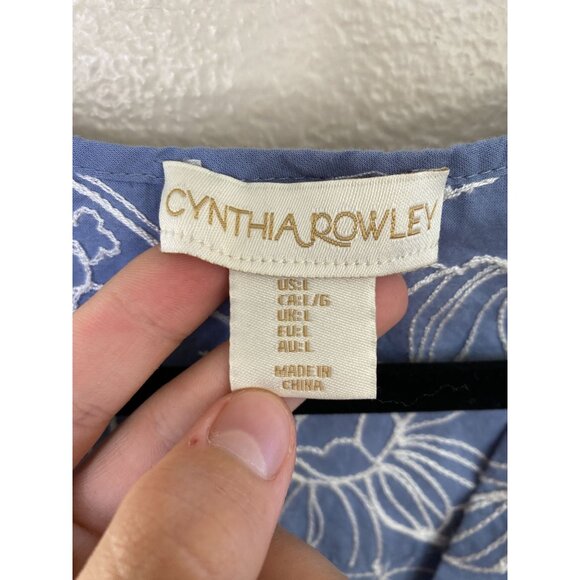 CYNTHIA ROWLEY
US:L
CA:L/G
UK:L
EU:L
AU:L
MADE IN
CHINA